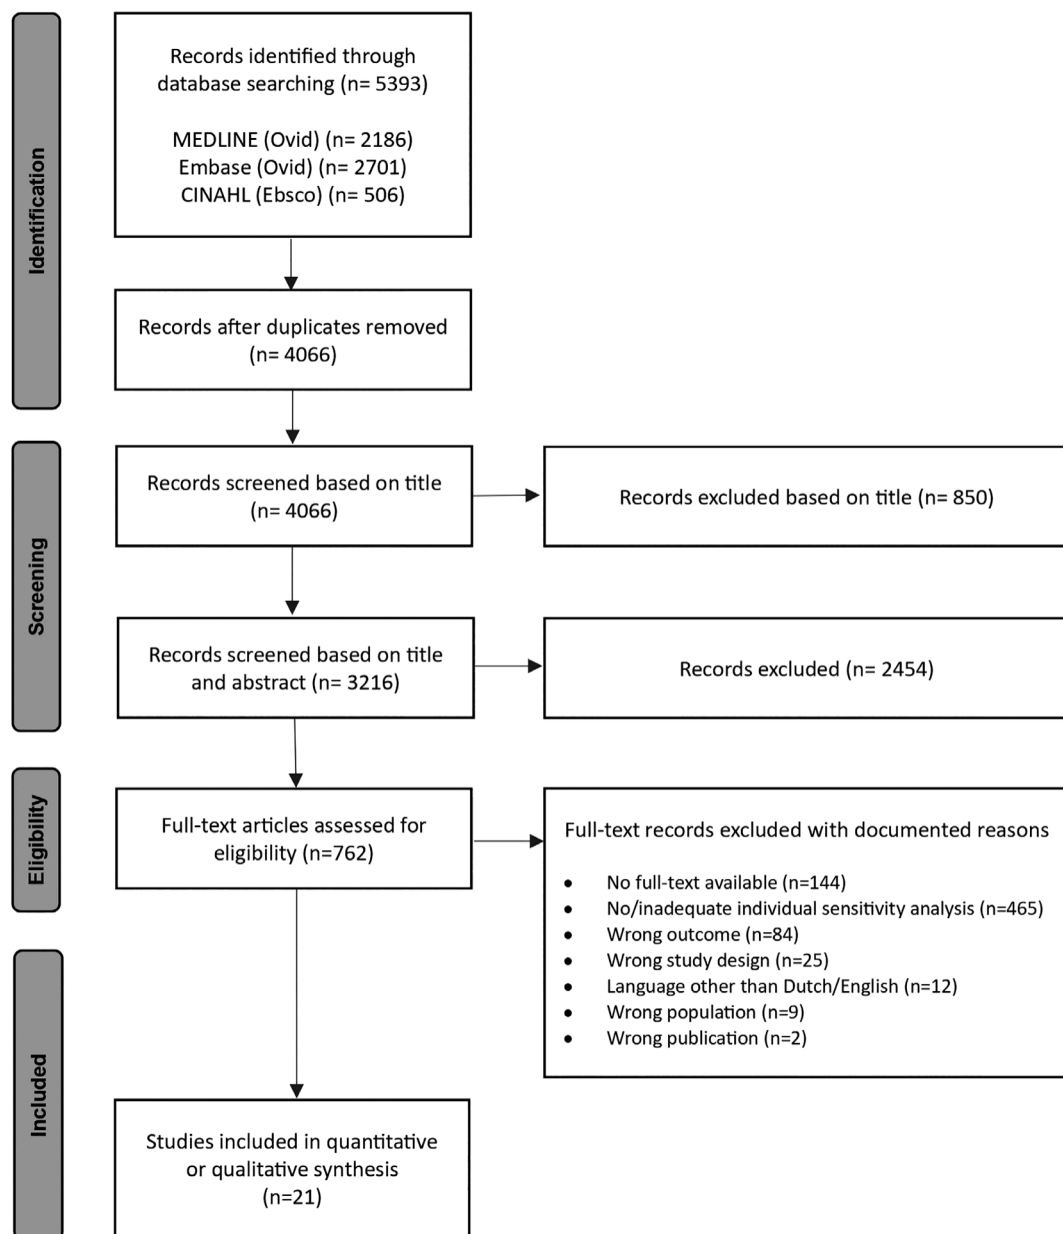 Identification
Records identified through
database searching (n= 5393)
MEDLINE (Ovid) (n= 2186)
Embase (Ovid) (n= 2701)
CINAHL (Ebsco) (n= 506)
Records after duplicates removed
(n= 4066)
Screening
Records screened based on title
(n= 4066)
Records excluded based on title (n= 850)
Records screened based on title
and abstract (n= 3216)
Records excluded (n= 2454)
Eligibility
Full-text articles assessed for
eligibility (n=762)
Full-text records excluded with documented reasons
• No full-text available (n=144)
• No/inadequate individual sensitivity analysis (n=465)
• Wrong outcome (n=84)
• Wrong study design (n=25)
• Language other than Dutch/English (n=12)
• Wrong population (n=9)
• Wrong publication (n=2)
Included
Studies included in quantitative
or qualitative synthesis
(n=21)